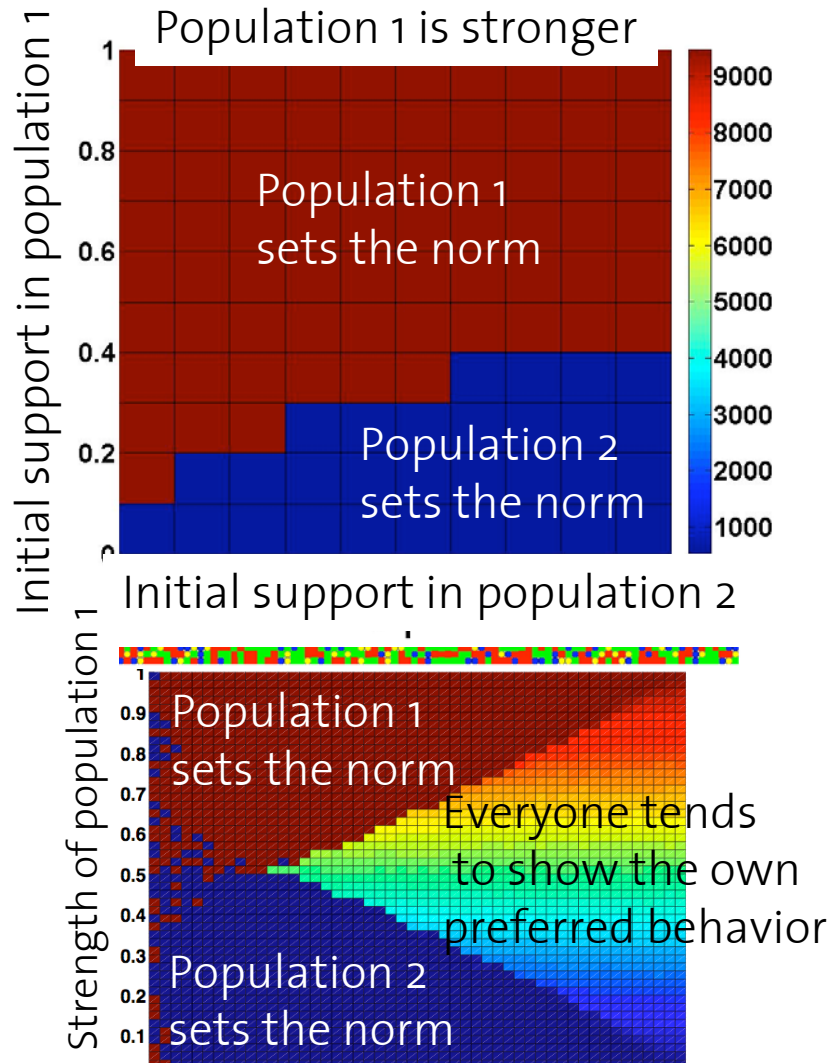 Population 1 is stronger
Initial support in population 1
1
0.8
0.6
0.4
0.2
0
9000
8000
7000
6000
5000
4000
3000
2000
1000
Population 1
sets the norm
Population 2
sets the norm
Initial support in population 2
Strength of population 1
1
0.9
0.8
0.7
0.6
0.5
0.4
0.3
0.2
0.1
Population 1
sets the norm
Everyone tends
to show the own
preferred behavior
Population 2
sets the norm